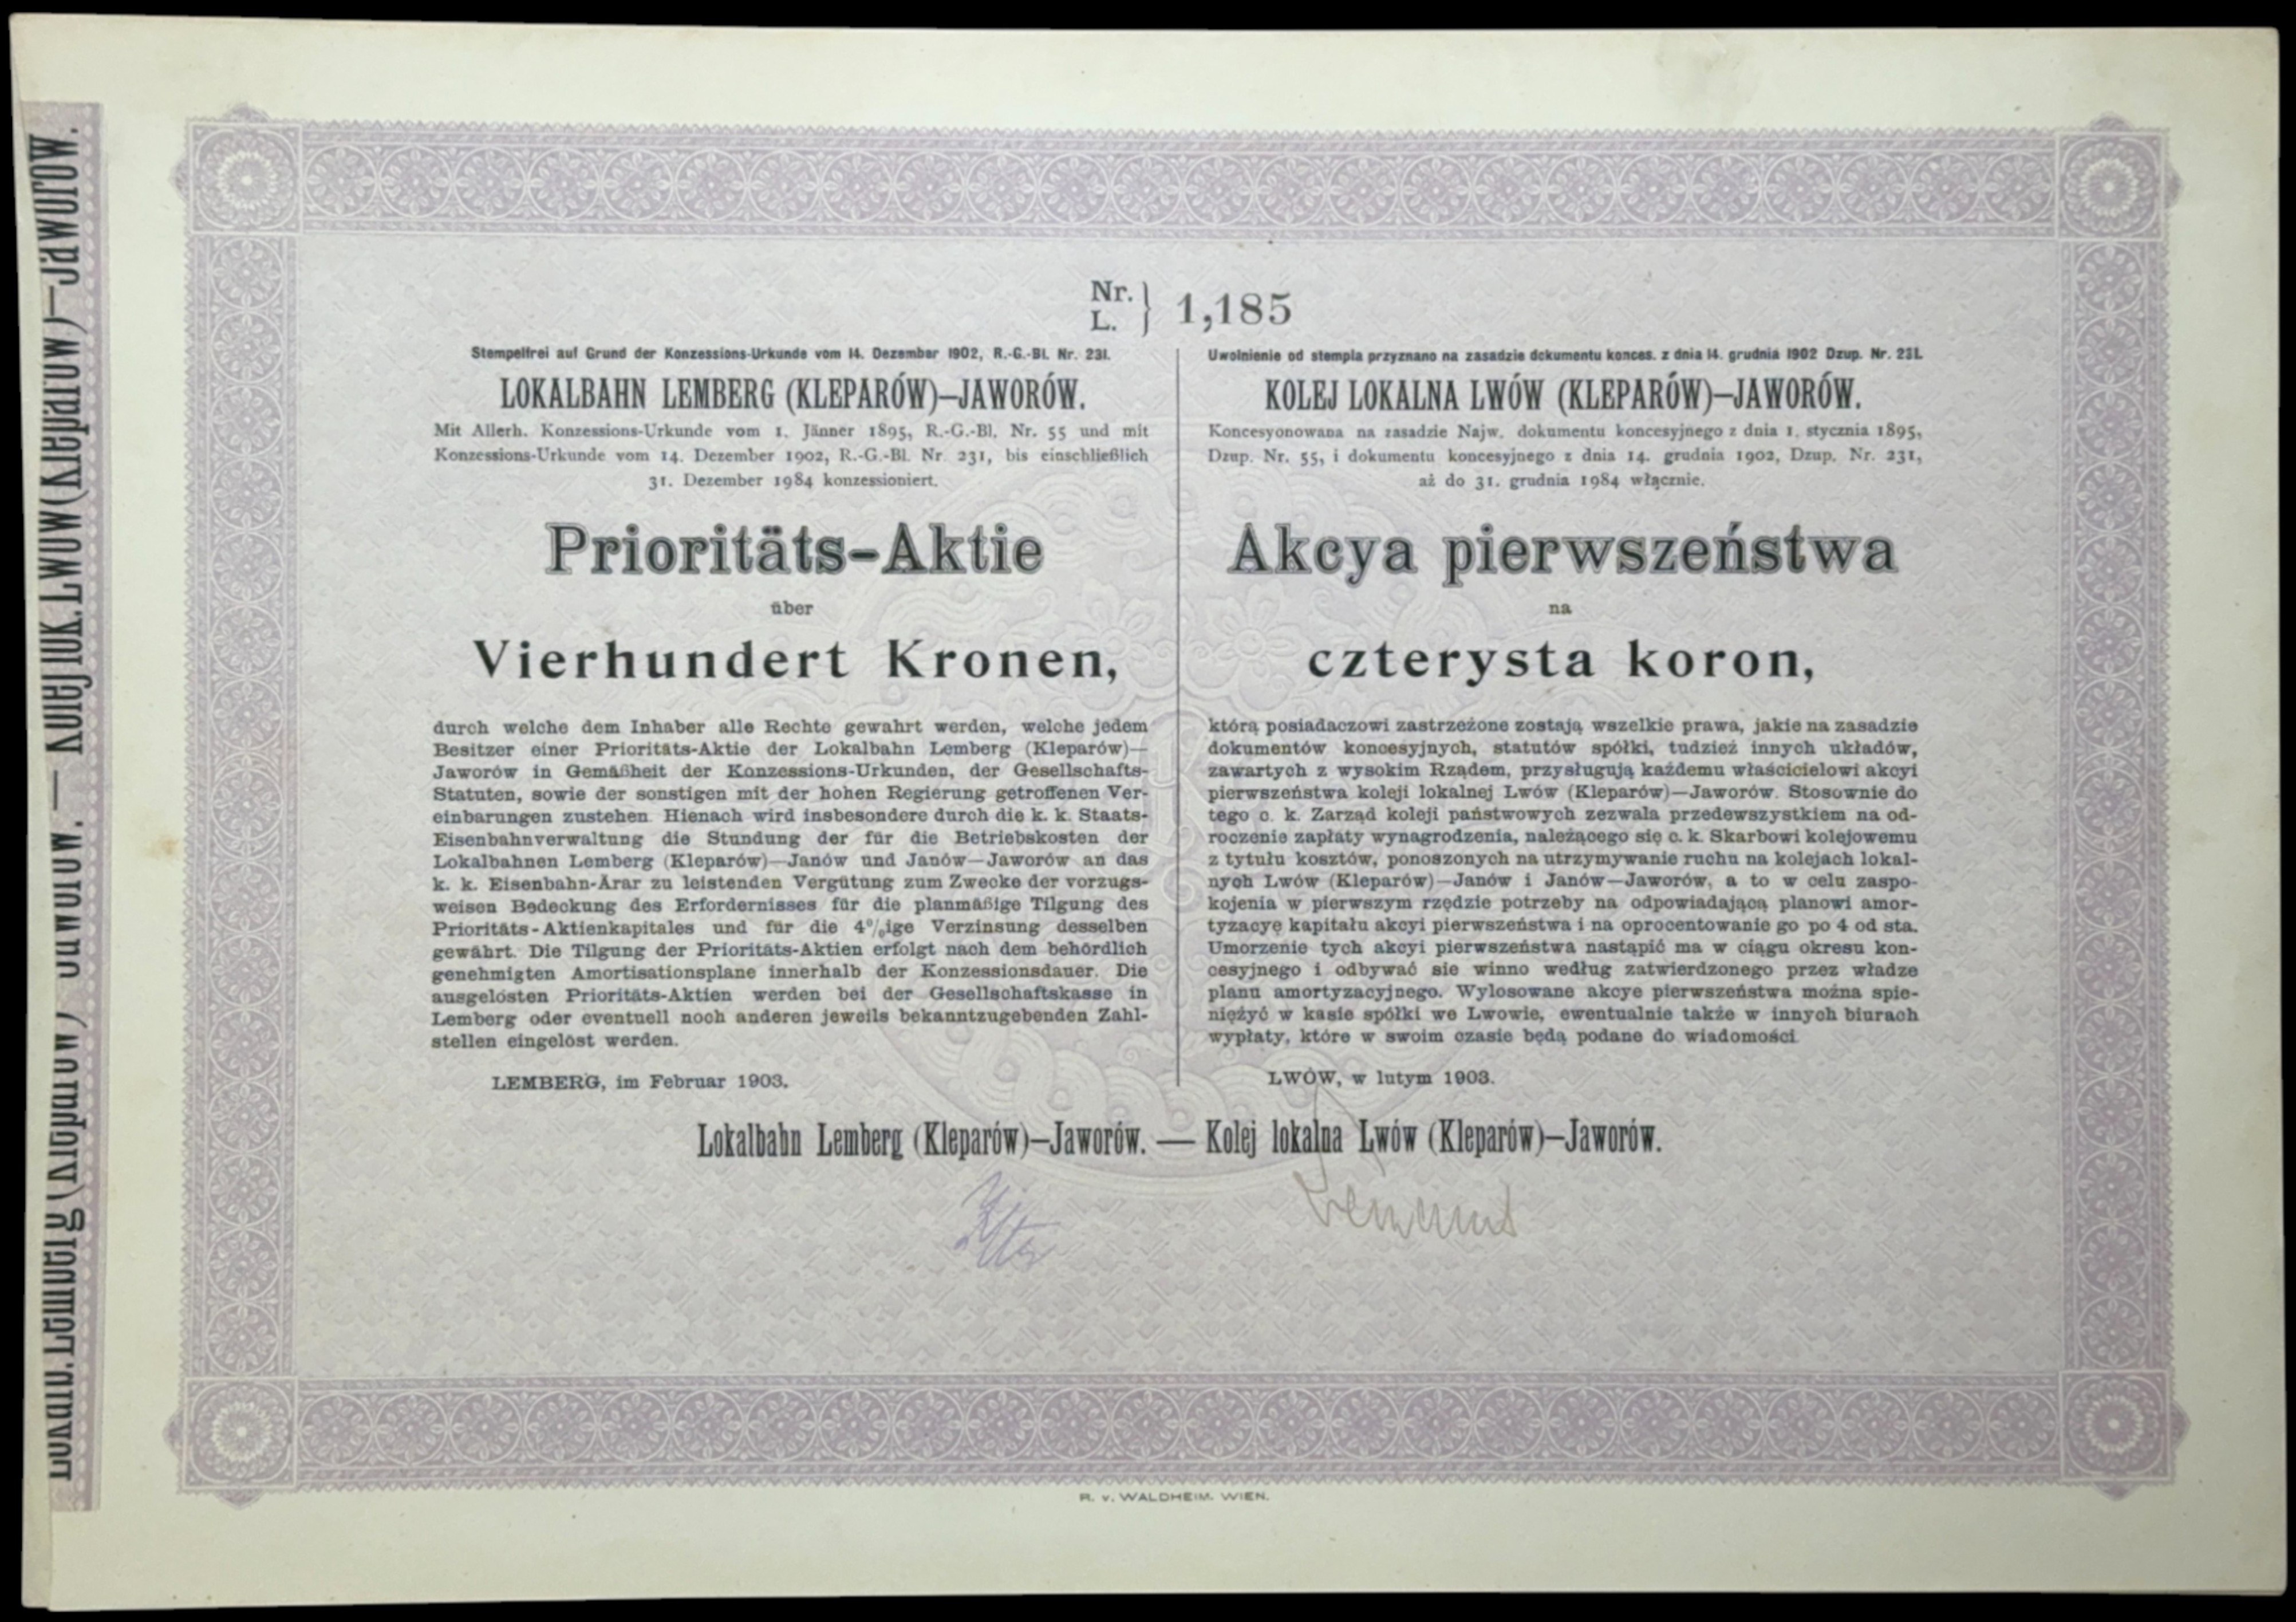 Nr.
L. } 1,185
Stempelfrei auf Grund der Konzessions-Urkunde vom 14. Dezember 1902, R.-G.-Bl. Nr. 231.
LOKALBAHN LEMBERG (KLEPARÓW)—JAWORÓW.
Mit Allerh. Konzessions-Urkunde vom 1. Jänner 1895, R.-G.-Bl. Nr. 55 und mit
Konzessions-Urkunde vom 14. Dezember 1902, R.-G.-Bl. Nr. 231, bis einschließlich
31. Dezember 1984 konzessioniert.
Prioritäts-Aktie
über
Vierhundert Kronen,
durch welche dem Inhaber alle Rechte gewahrt werden, welche jedem
Besitzer einer Prioritäts-Aktie der Lokalbahn Lemberg (Kleparów)—
Jaworów in Gemäßheit der Konzessions-Urkunden, der Gesellschafts-
Statuten, sowie der sonstigen mit der hohen Regierung getroffenen Ver-
einbarungen zustehen. Hienach wird insbesondere durch die k. k. Staats-
Eisenbahnverwaltung die Stundung der für die Betriebskosten der
Lokalbahnen Lemberg (Kleparów)—Janów und Janów—Jaworów an das
k. k. Eisenbahn-Ärar zu leistenden Vergütung zum Zwecke der vorzugs-
weisen Bedeckung des Erfordernisses für die planmäßige Tilgung des
Prioritäts-Aktienkapitales und für die 4%ige Verzinsung desselben
gewährt. Die Tilgung der Prioritäts-Aktien erfolgt nach dem behördlich
genehmigten Amortisationsplane innerhalb der Konzessionsdauer. Die
ausgelösten Prioritäts-Aktien werden bei der Gesellschaftskasse in
Lemberg oder eventuell noch anderen jeweils bekanntzugebenden Zahl-
stellen eingelöst werden.
LEMBERG, im Februar 1903.
Uwolnienie od stempla przyznano na zasadzie dokumentu konces. z dnia 14. grudnia 1902 Dzup. Nr. 231.
KOLEJ LOKALNA LWÓW (KLEPARÓW)—JAWORÓW.
Koncesyonowana na zasadzie Najw. dokumentu koncesyjnego z dnia 1. stycznia 1895,
Dzup. Nr. 55, i dokumentu koncesyjnego z dnia 14. grudnia 1902, Dzup. Nr. 231,
aż do 31. grudnia 1984 włącznie.
Akcya pierwszeństwa
na
czterysta koron,
którą posiadaczowi zastrzeżone zostają wszelkie prawa, jakie na zasadzie
dokumentów koncesyjnych, statutów spółki, tudzież innych układów,
zawartych z wysokim Rządem, przysługują każdemu właścicielowi akcyi
pierwszeństwa koleji lokalnej Lwów (Kleparów)—Jaworów. Stosownie do
tego c. k. Zarząd koleji państwowych zezwala przedewszystkiem na od-
roczenie zapłaty wynagrodzenia, należącego się c. k. Skarbowi kolejowemu
z tytułu kosztów, ponoszonych na utrzymywanie ruchu na kolejach lokal-
nych Lwów (Kleparów)—Janów i Janów—Jaworów, a to w celu zaspo-
kojenia w pierwszym rzędzie potrzeby na odpowiadającą planowi amor-
tyzacyę kapitału akcyi pierwszeństwa i na oprocentowanie go po 4 od sta.
Umorzenie tych akcyi pierwszeństwa nastąpić ma w ciągu okresu kon-
cesyjnego i odbywać sie winno według zatwierdzonego przez władze
planu amortyzacyjnego. Wylosowane akcye pierwszeństwa można spie-
niężyć w kasie spółki we Lwowie, ewentualnie także w innych biurach
wypłaty, które w swoim czasie będą podane do wiadomości.
LWÓW, w lutym 1903.
Lokalbahn Lemberg (Kleparów)—Jaworów. — Kolej lokalna Lwów (Kleparów)—Jaworów.
R. v. WALDHEIM. WIEN.
Lokalb. Lemberg (Kleparów) Jaworów. — Kolej lok. Lwów (Kleparów)—Jaworów.